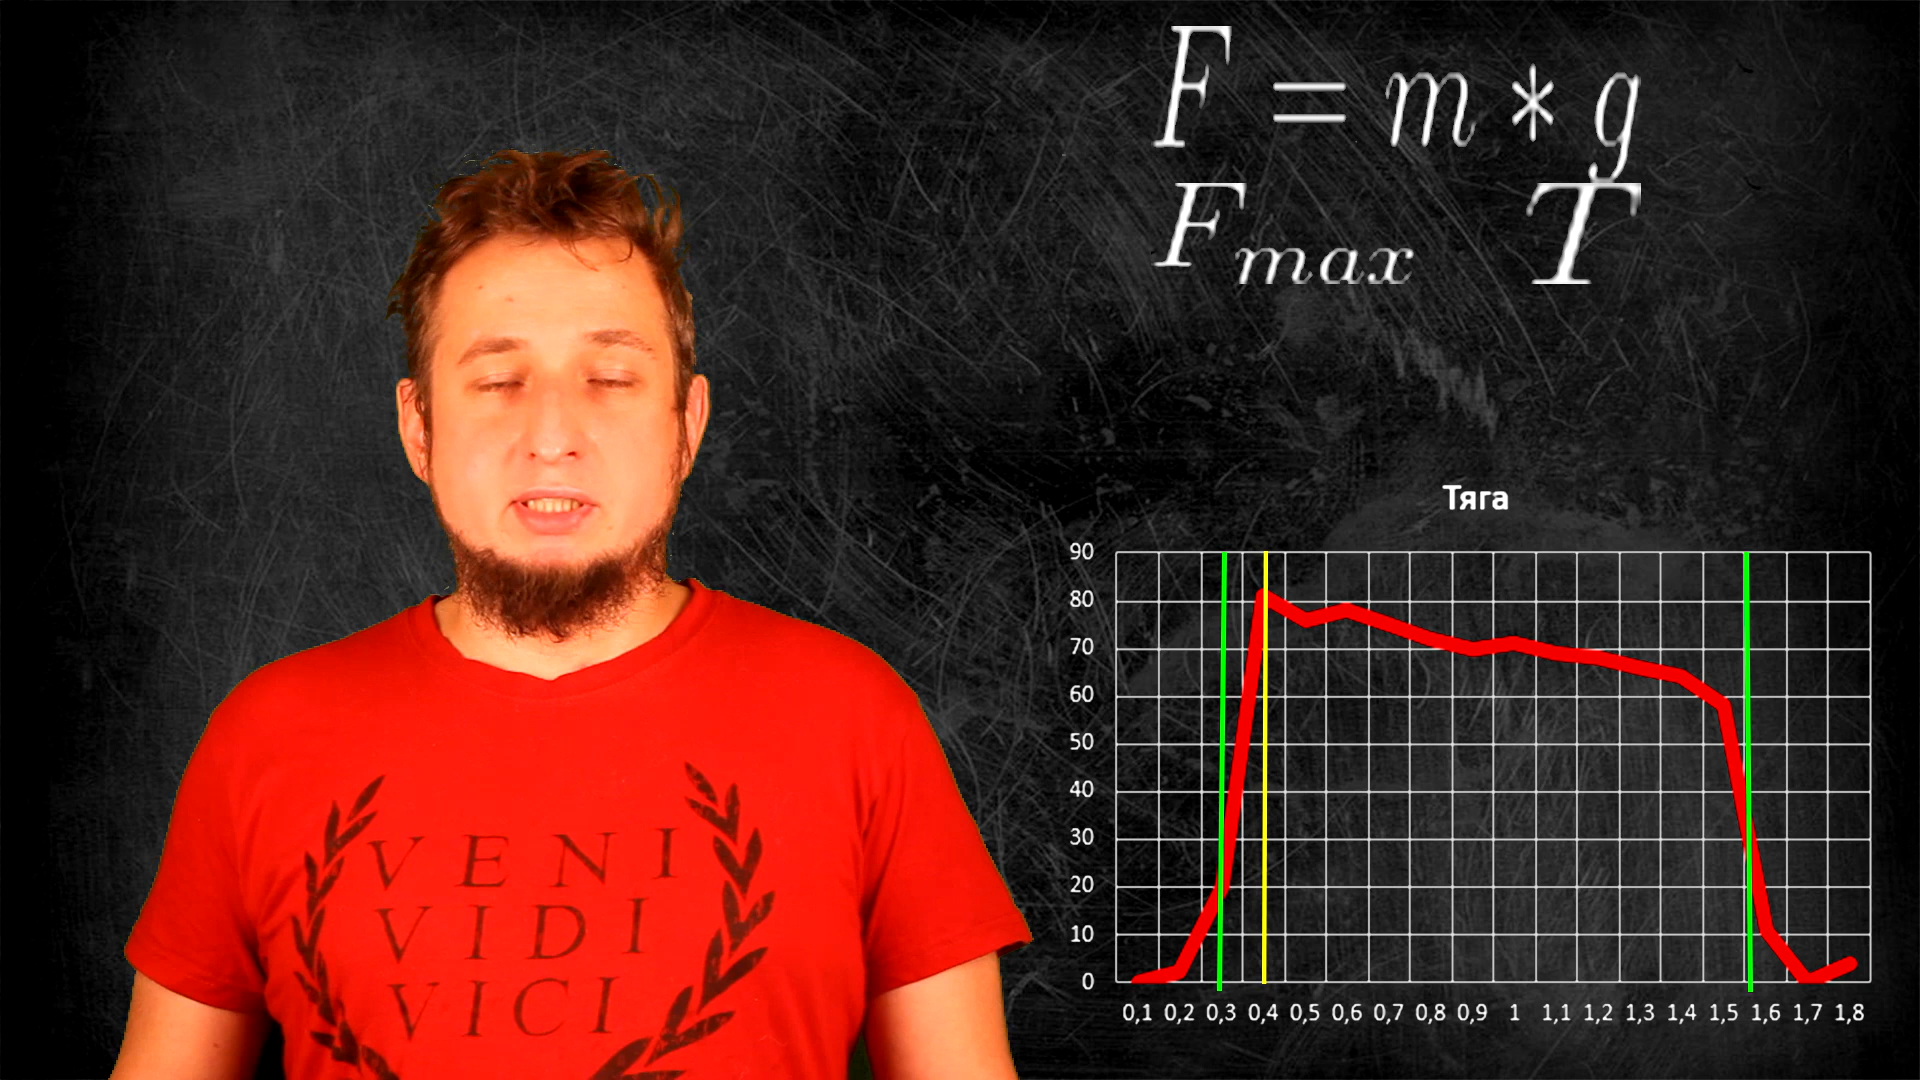 F = m * g
F max T
VENI
VIDI
VICI
Тяга
90
80
70
60
50
40
30
20
10
0
0,1 0,2 0,3 0,4 0,5 0,6 0,7 0,8 0,9 1 1,1 1,2 1,3 1,4 1,5 1,6 1,7 1,8